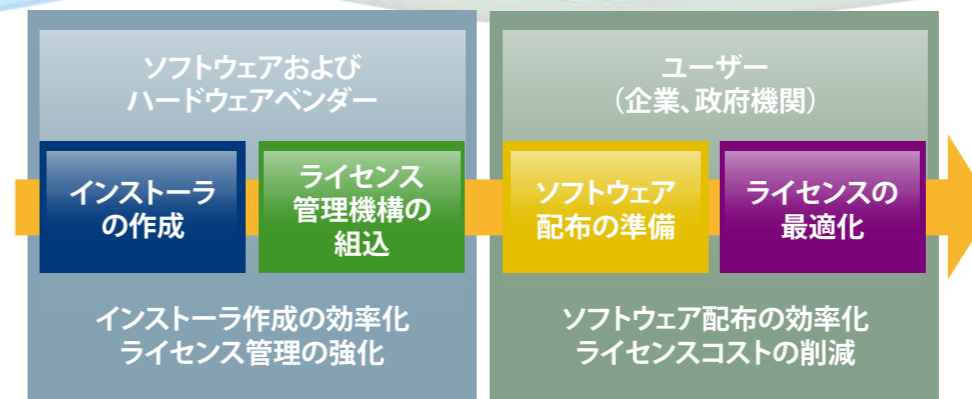 ソフトウェアおよび
ハードウェアベンダー
インストーラ
の作成
ライセンス
管理機構の
組込
インストーラ作成の効率化
ライセンス管理の強化
ユーザー
（企業、政府機関）
ソフトウェア
配布の準備
ライセンスの
最適化
ソフトウェア配布の効率化
ライセンスコストの削減